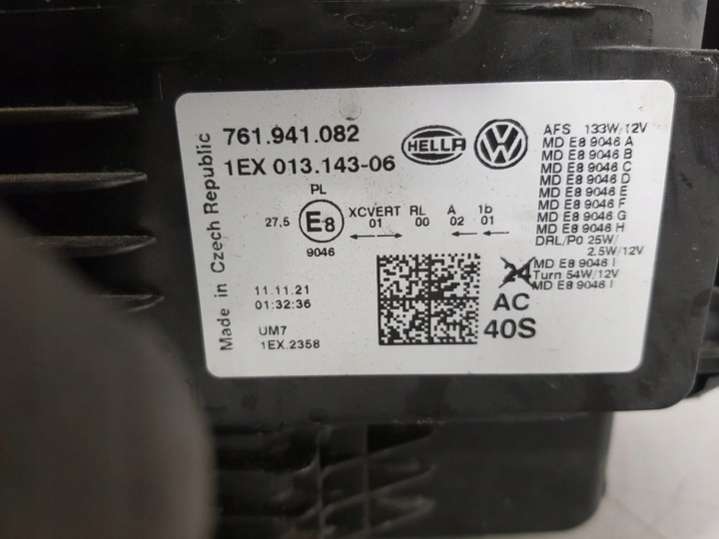 Made in Czech Republic
761.941.082
1EX 013.143-06
HELLA
VW
PL
27,5 E8 XCVERT RL A 1b
01 00 02 01
9046
11.11.21
01:32:36
UM7
1EX.2358
AFS 133W/12V
MD E8 9046 A
MD E8 9046 B
MD E8 9046 C
MD E8 9046 D
MD E8 9046 E
MD E8 9046 F
MD E8 9046 G
MD E8 9046 H
DRL/PO 25W/
2.5W/12V
MD E8 9046 I
24 Turn 54W/12V
MD E8 9046 I
AC
40S